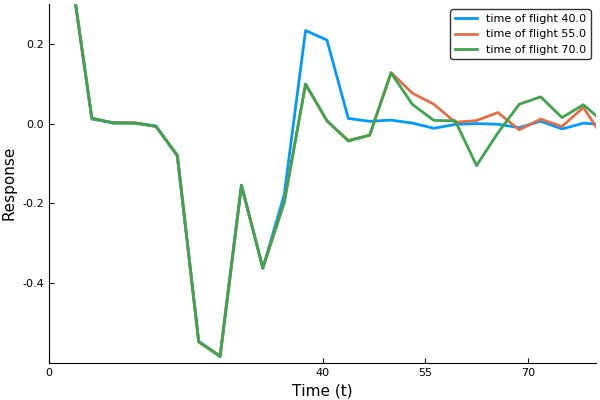 time of flight 40.0
time of flight 55.0
time of flight 70.0
0.2
0.0
-0.2
-0.4
Response
0 40 55 70
Time (t)